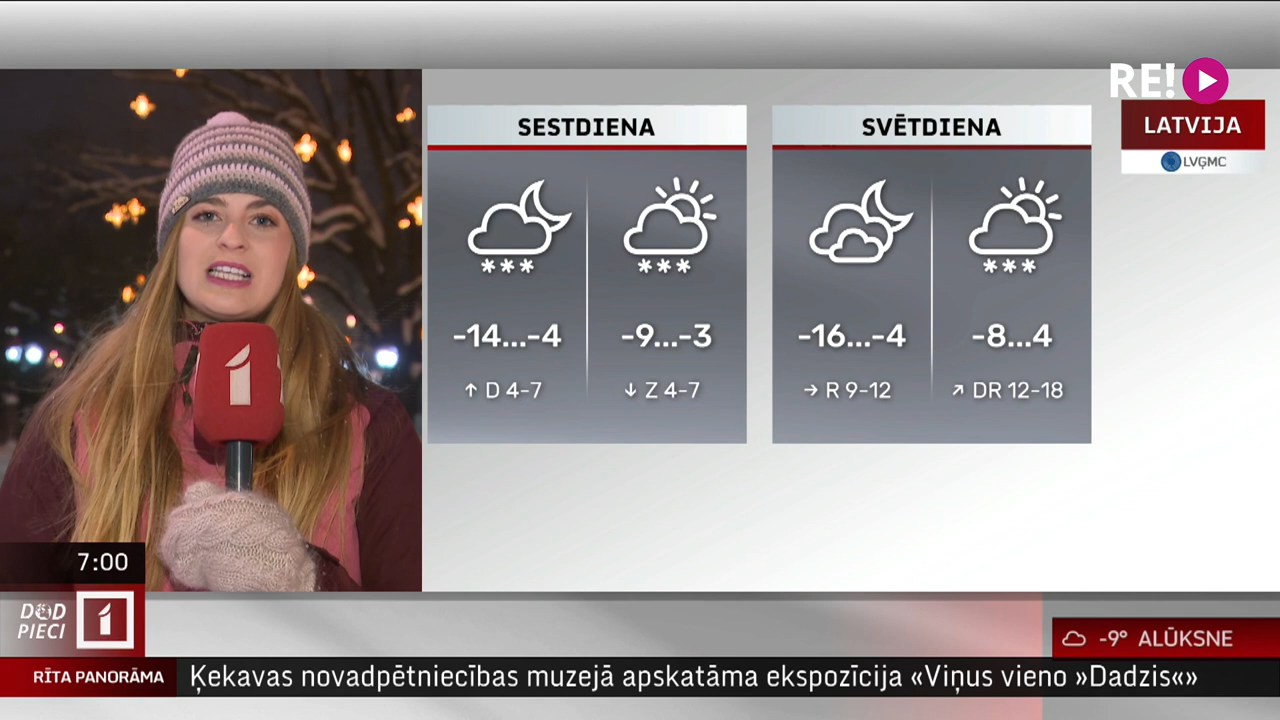 RE!
SESTDIENA
SVĒTDIENA
LATVIJA
LVĢMC
-14...-4
-9...-3
-16...-4
-8...4
↑ D 4-7
↓ Z 4-7
→ R 9-12
↗ DR 12-18
1
7:00
DOD
PIECI
1
-9° ALŪKSNE
RĪTA PANORĀMA
Ķekavas novadpētniecības muzejā apskatāma ekspozīcija «Viņus vieno »Dadzis«»